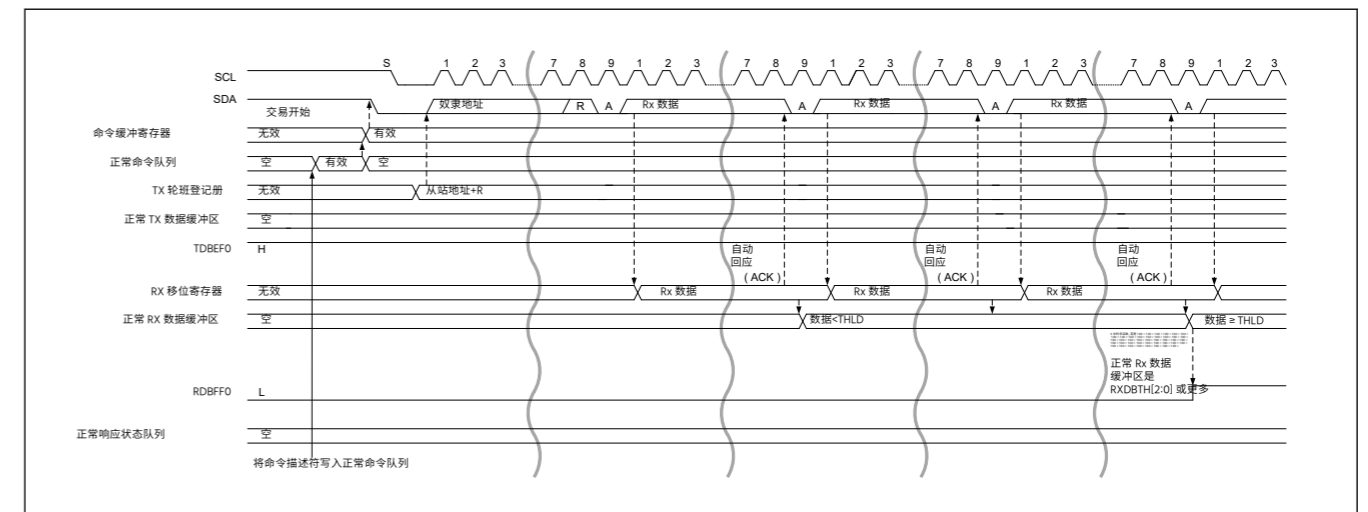 S 1 2 3 7 8 9 1 2 3 7 8 9 1 2 3 7 8 9 1 2 3 7 8 9 1 2 3
SCL
SDA
交易开始
奴隶地址 R A Rx 数据 A Rx 数据 A Rx 数据 A
命令缓冲寄存器 无效 有效
正常命令队列 空 有效 空
TX 轮班登记册 无效 从站地址+R
正常 TX 数据缓冲区 空
TDBEF0 H
自动 自动 自动
回应 回应 回应
( ACK ) ( ACK ) ( ACK )
RX 移位寄存器 无效 Rx 数据 Rx 数据 Rx 数据
正常 RX 数据缓冲区 空 数据<THLD 数据 ≥ THLD
正常 Rx 数据
缓冲区是
RXDBTH[2:0] 或更多
RDBFF0 L
正常响应状态队列 空
将命令描述符写入正常命令队列